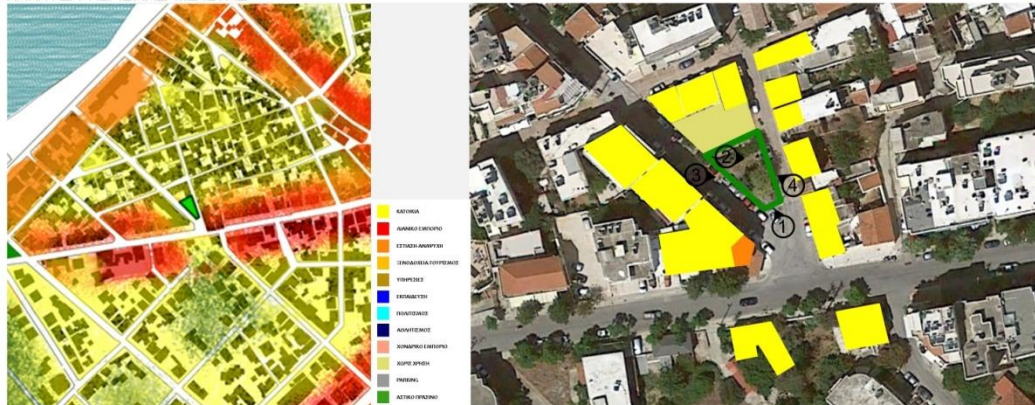 ΚΑΤΟΙΚΙΑ
ΛΙΑΝΙΚΟ ΕΜΠΟΡΙΟ
ΕΣΤΙΑΣΗ-ΑΝΑΨΥΧΗ
ΞΕΝΟΔΟΧΕΙΑ-ΤΟΥΡΙΣΜΟΣ
ΥΠΗΡΕΣΙΕΣ
ΕΚΠΑΙΔΕΥΣΗ
ΠΟΛΙΤΙΣΜΟΣ
ΑΘΛΗΤΙΣΜΟΣ
ΧΟΝΔΡΙΚΟ ΕΜΠΟΡΙΟ
ΧΩΡΙΣ ΧΡΗΣΗ
PARKING
ΑΣΤΙΚΟ ΠΡΑΣΙΝΟ
2
3
4
1